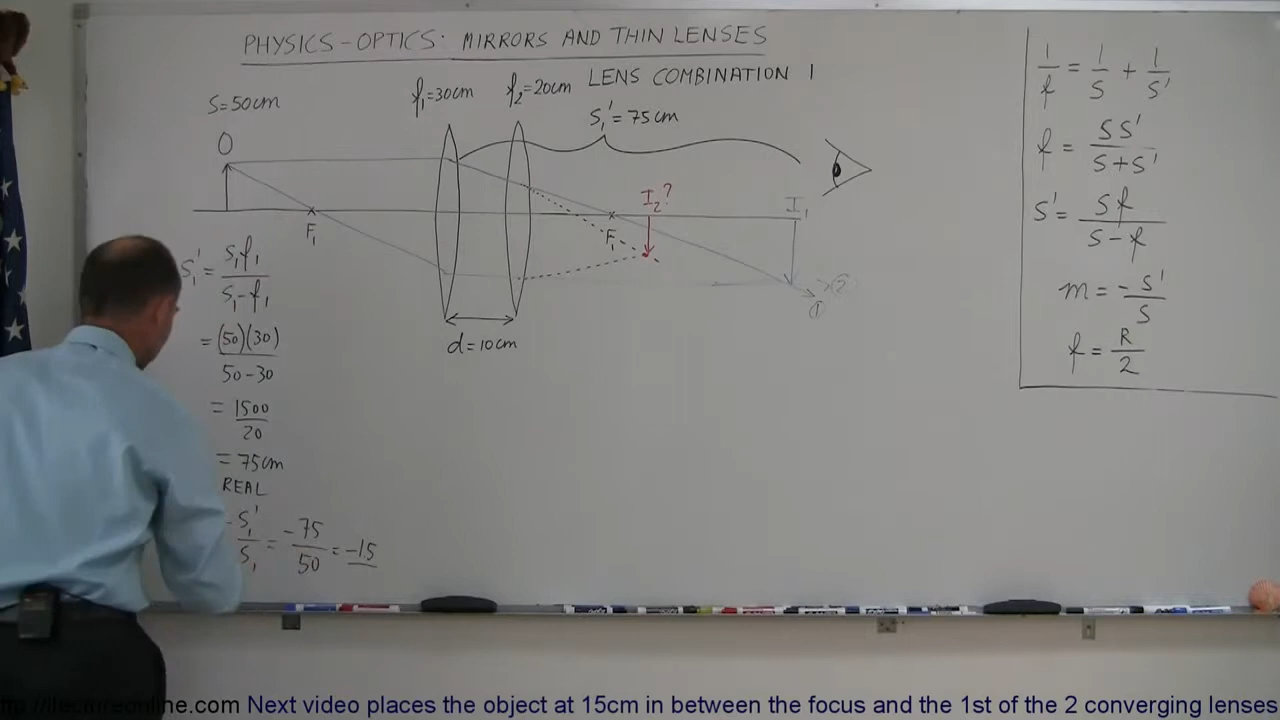 PHYSICS-OPTICS: MIRRORS AND THIN LENSES
LENS COMBINATION 1
S=50cm
f₁=30cm
f₂=20cm
S₁'=75cm
O
F₁
F₁
I₂?
I₁
①
②
d=10cm
S₁' = S₁f₁ / S₁-f₁
= (50)(30) / 50-30
= 1500 / 20
= 75cm
REAL
-S₁' / S₁ = -75 / 50 = -15
1/f = 1/S + 1/S'
f = SS' / S+S'
S' = Sf / S-f
m = -S' / S
f = R / 2
Next video places the object at 15cm in between the focus and the 1st of the 2 converging lenses